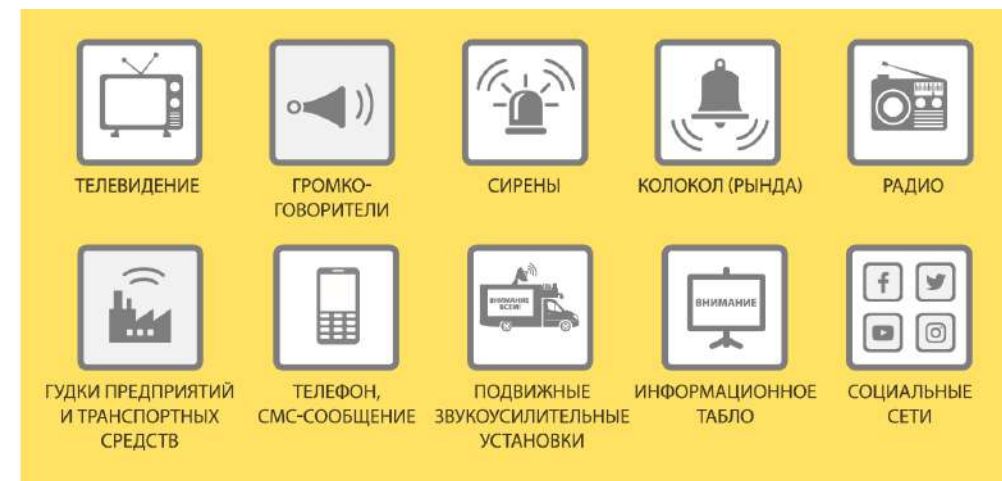 ТЕЛЕВИДЕНИЕ
ГРОМКО-
ГОВОРИТЕЛИ
СИРЕНЫ
КОЛОКОЛ (РЫНДА)
РАДИО
ВНИМАНИЕ
ВСЕМ!
ВНИМАНИЕ
ГУДКИ ПРЕДПРИЯТИЙ
И ТРАНСПОРТНЫХ
СРЕДСТВ
ТЕЛЕФОН,
СМС-СООБЩЕНИЕ
ПОДВИЖНЫЕ
ЗВУКОУСИЛИТЕЛЬНЫЕ
УСТАНОВКИ
ИНФОРМАЦИОННОЕ
ТАБЛО
СОЦИАЛЬНЫЕ
СЕТИ